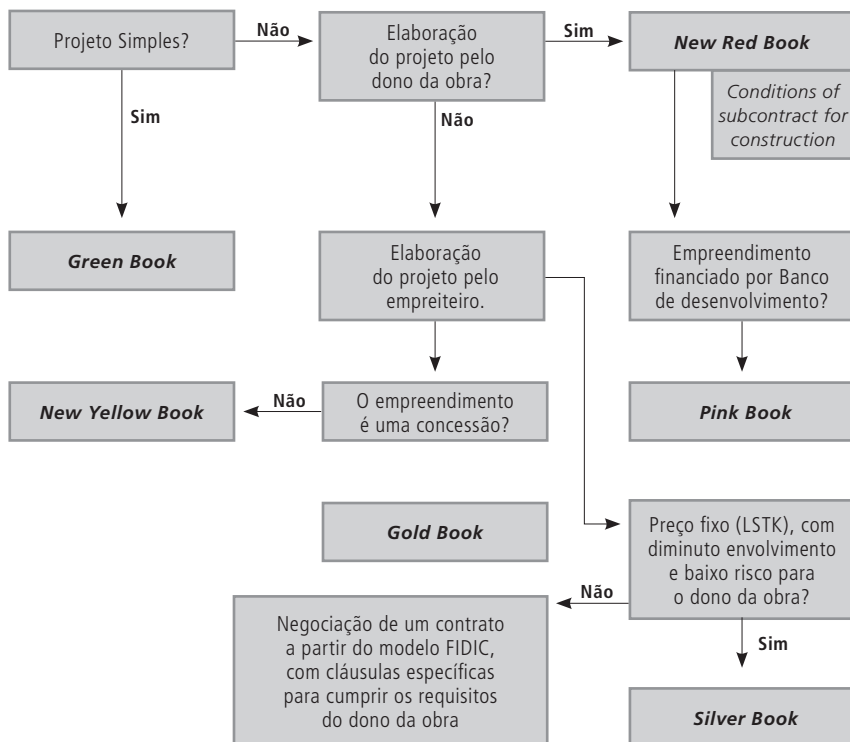 Projeto Simples?
Não
Elaboração
do projeto pelo
dono da obra?
Sim
New Red Book
Conditions of
subcontract for
construction
Sim
Não
Green Book
Elaboração
do projeto pelo
empreiteiro.
Empreendimento
financiado por Banco
de desenvolvimento?
New Yellow Book
Não
O empreendimento
é uma concessão?
Pink Book
Gold Book
Preço fixo (LSTK), com
diminuto envolvimento
e baixo risco para
o dono da obra?
Não
Negociação de um contrato
a partir do modelo FIDIC,
com cláusulas específicas
para cumprir os requisitos
do dono da obra
Sim
Silver Book